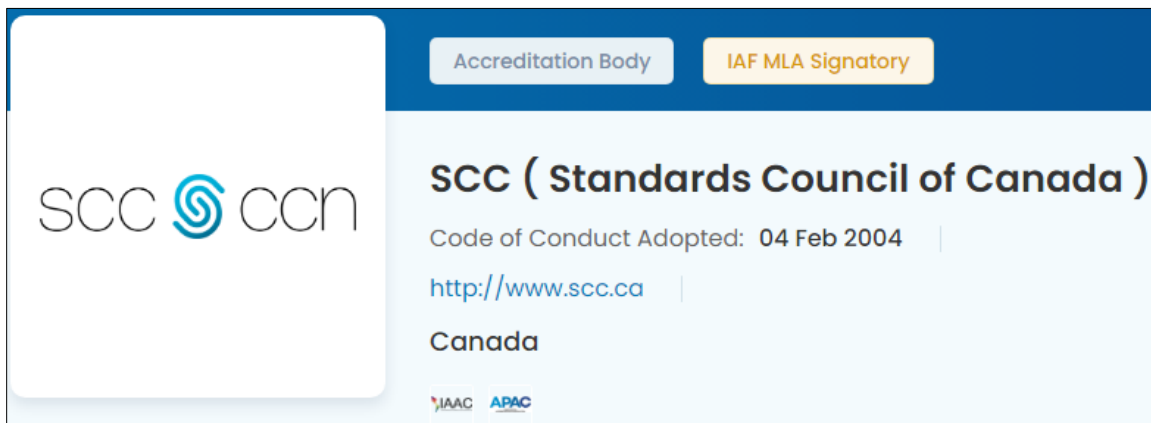 Accreditation Body
IAF MLA Signatory
scc ccn
SCC ( Standards Council of Canada )
Code of Conduct Adopted: 04 Feb 2004
http://www.scc.ca
Canada
IAAC APAC